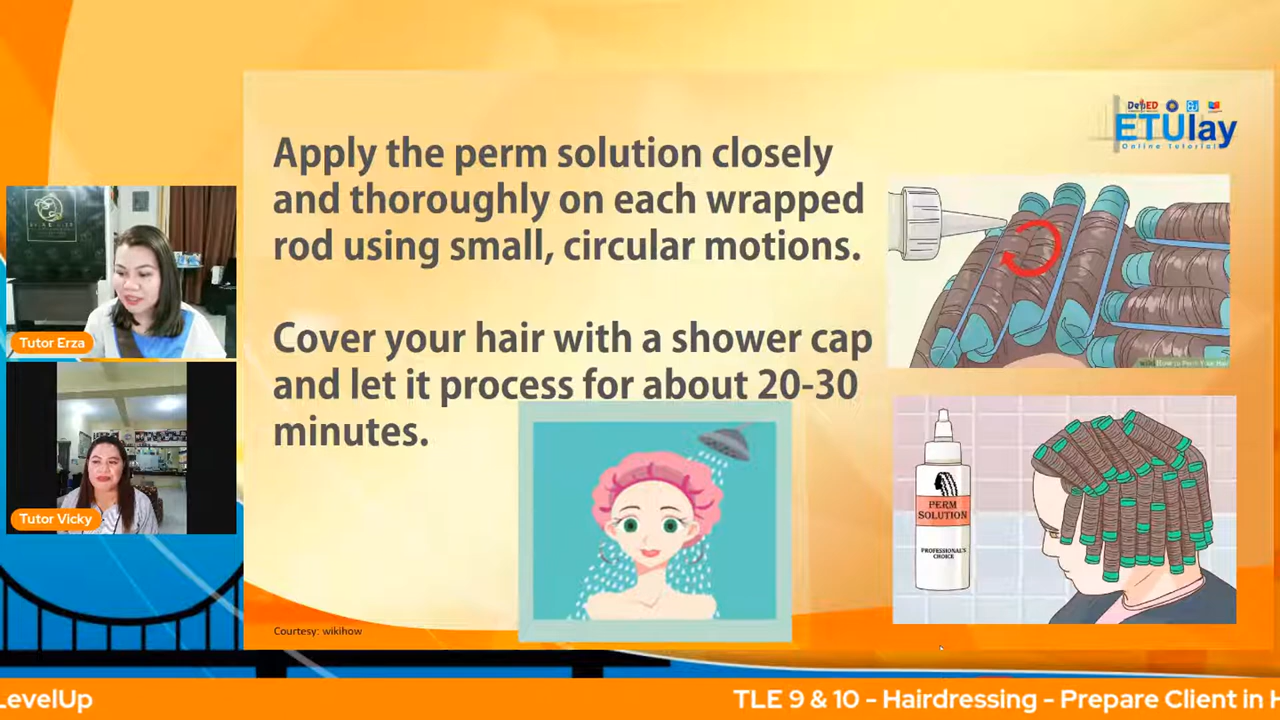 DepED
ETUlay
Online Tutorial
Apply the perm solution closely
and thoroughly on each wrapped
rod using small, circular motions.
Cover your hair with a shower cap
and let it process for about 20-30
minutes.
Tutor Erza
Tutor Vicky
PERM
SOLUTION
PROFESSIONAL'S
CHOICE
Courtesy: wikihow
LevelUp
TLE 9 & 10 - Hairdressing - Prepare Client in H